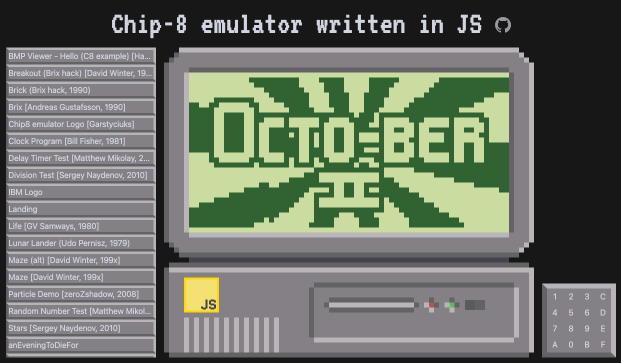 Chip-8 emulator written in JS
BMP Viewer - Hello (C8 example) [Ha...
Breakout (Brix hack) [David Winter, 19...
Brick (Brix hack, 1990)
Brix [Andreas Gustafsson, 1990]
Chip8 emulator Logo [Garstyciuks]
Clock Program [Bill Fisher, 1981]
Delay Timer Test [Matthew Mikolay, 2...
Division Test [Sergey Naydenov, 2010]
IBM Logo
Landing
Life [GV Samways, 1980]
Lunar Lander (Udo Pernisz, 1979)
Maze (alt) [David Winter, 199x]
Maze [David Winter, 199x]
Particle Demo [zeroZshadow, 2008]
Random Number Test [Matthew Mikol...
Stars [Sergey Naydenov, 2010]
anEveningToDieFor
OCTO-BER
II
JS
1 2 3 C
4 5 6 D
7 8 9 E
A 0 B F